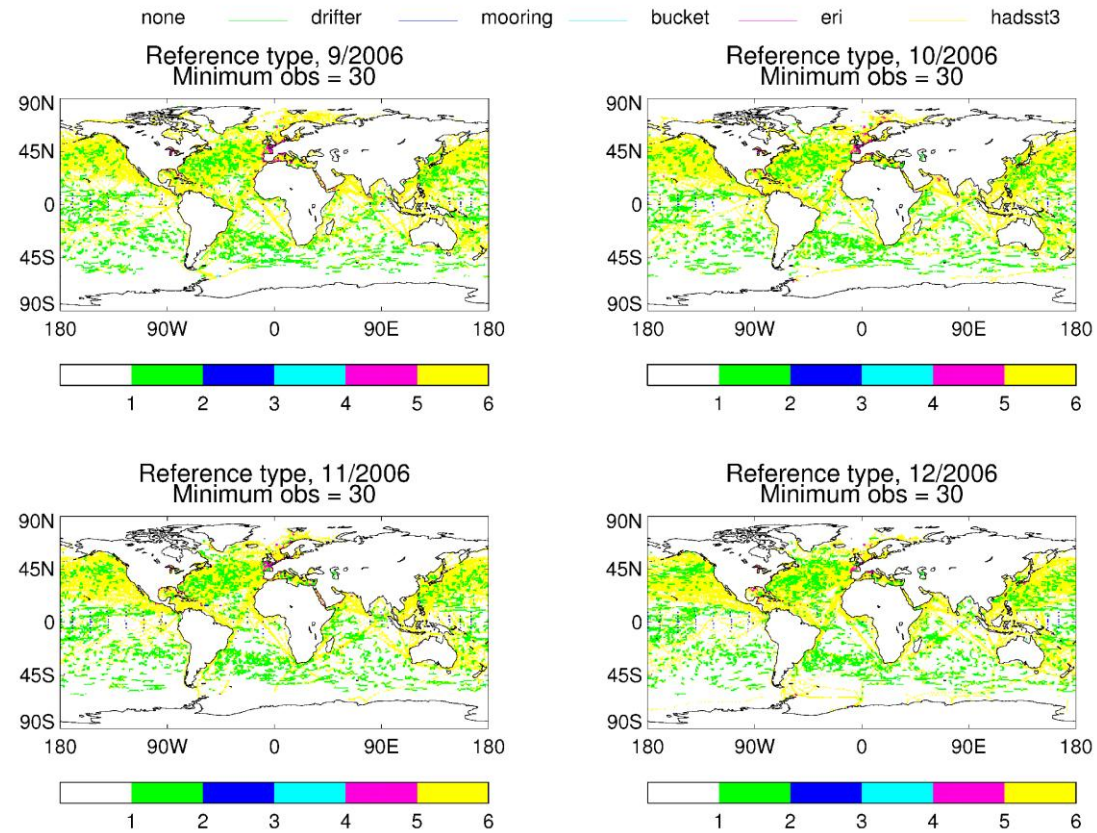 none drifter mooring bucket eri hadsst3
Reference type, 9/2006
Minimum obs = 30
90N
45N
0
45S
90S
180 90W 0 90E 180
1 2 3 4 5 6
Reference type, 10/2006
Minimum obs = 30
90N
45N
0
45S
90S
180 90W 0 90E 180
1 2 3 4 5 6
Reference type, 11/2006
Minimum obs = 30
90N
45N
0
45S
90S
180 90W 0 90E 180
1 2 3 4 5 6
Reference type, 12/2006
Minimum obs = 30
90N
45N
0
45S
90S
180 90W 0 90E 180
1 2 3 4 5 6